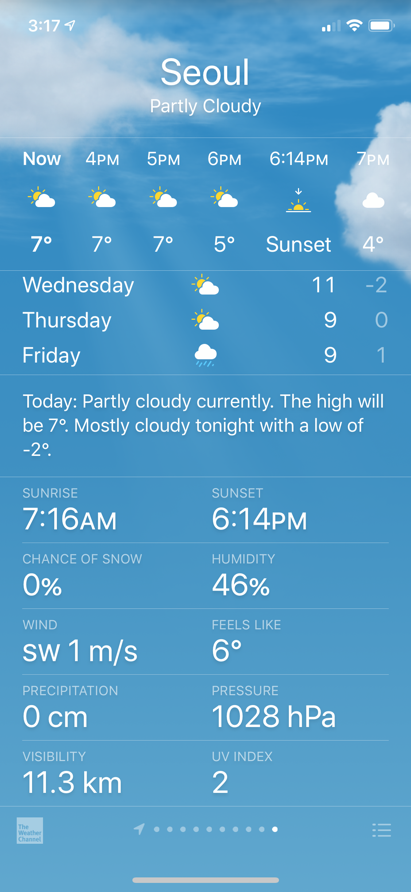 3:17
Seoul
Partly Cloudy
Now 4PM 5PM 6PM 6:14PM 7PM
7° 7° 7° 5° Sunset 4°
Wednesday 11 -2
Thursday 9 0
Friday 9 1
Today: Partly cloudy currently. The high will
be 7°. Mostly cloudy tonight with a low of
-2°.
SUNRISE SUNSET
7:16AM 6:14PM
CHANCE OF SNOW HUMIDITY
0% 46%
WIND FEELS LIKE
sw 1 m/s 6°
PRECIPITATION PRESSURE
0 cm 1028 hPa
VISIBILITY UV INDEX
11.3 km 2
The
Weather
Channel